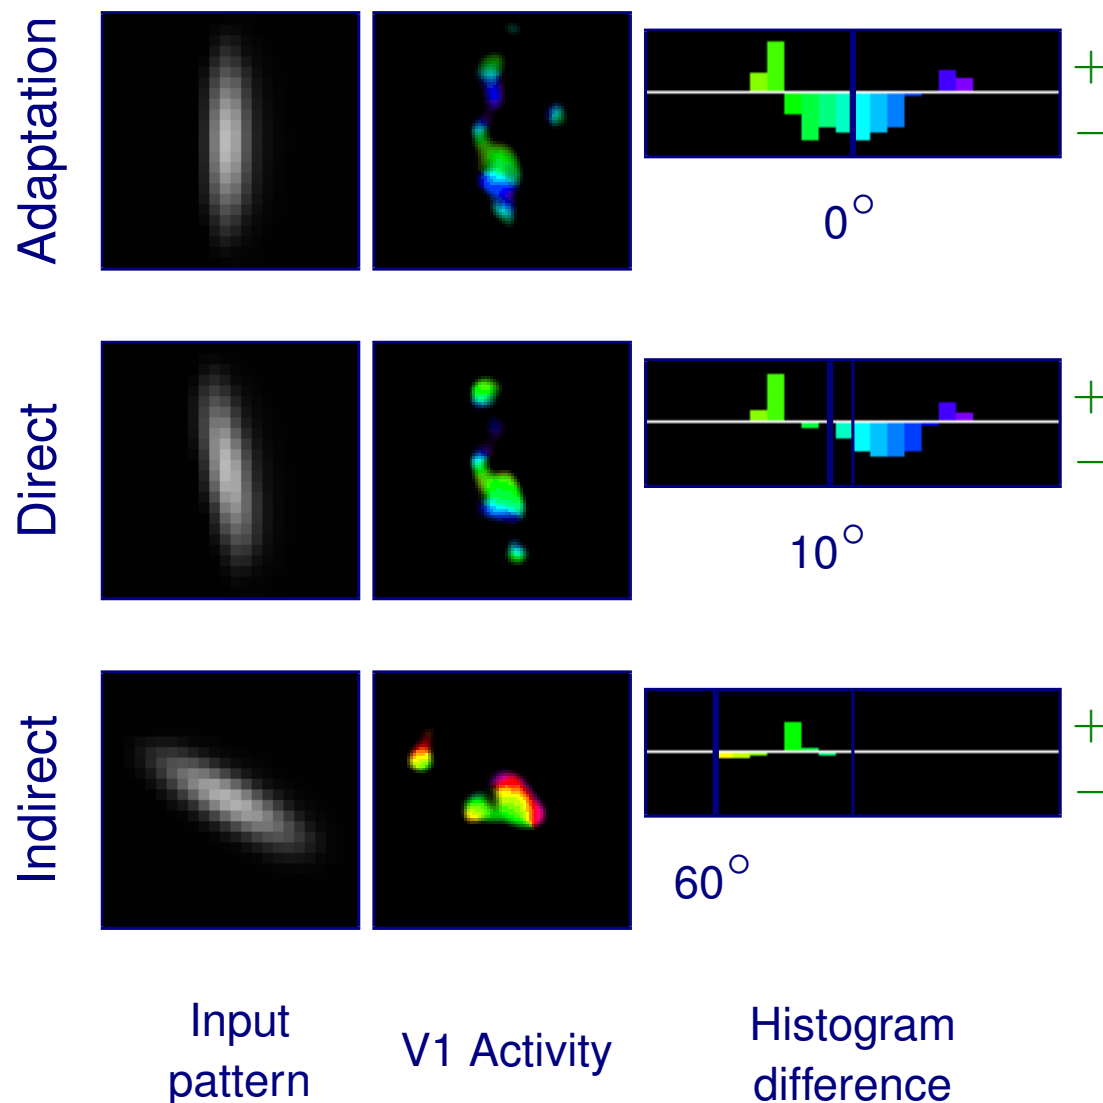 Adaptation
+
−
0°
Direct
+
−
10°
Indirect
+
−
60°
Input
pattern
V1 Activity
Histogram
difference